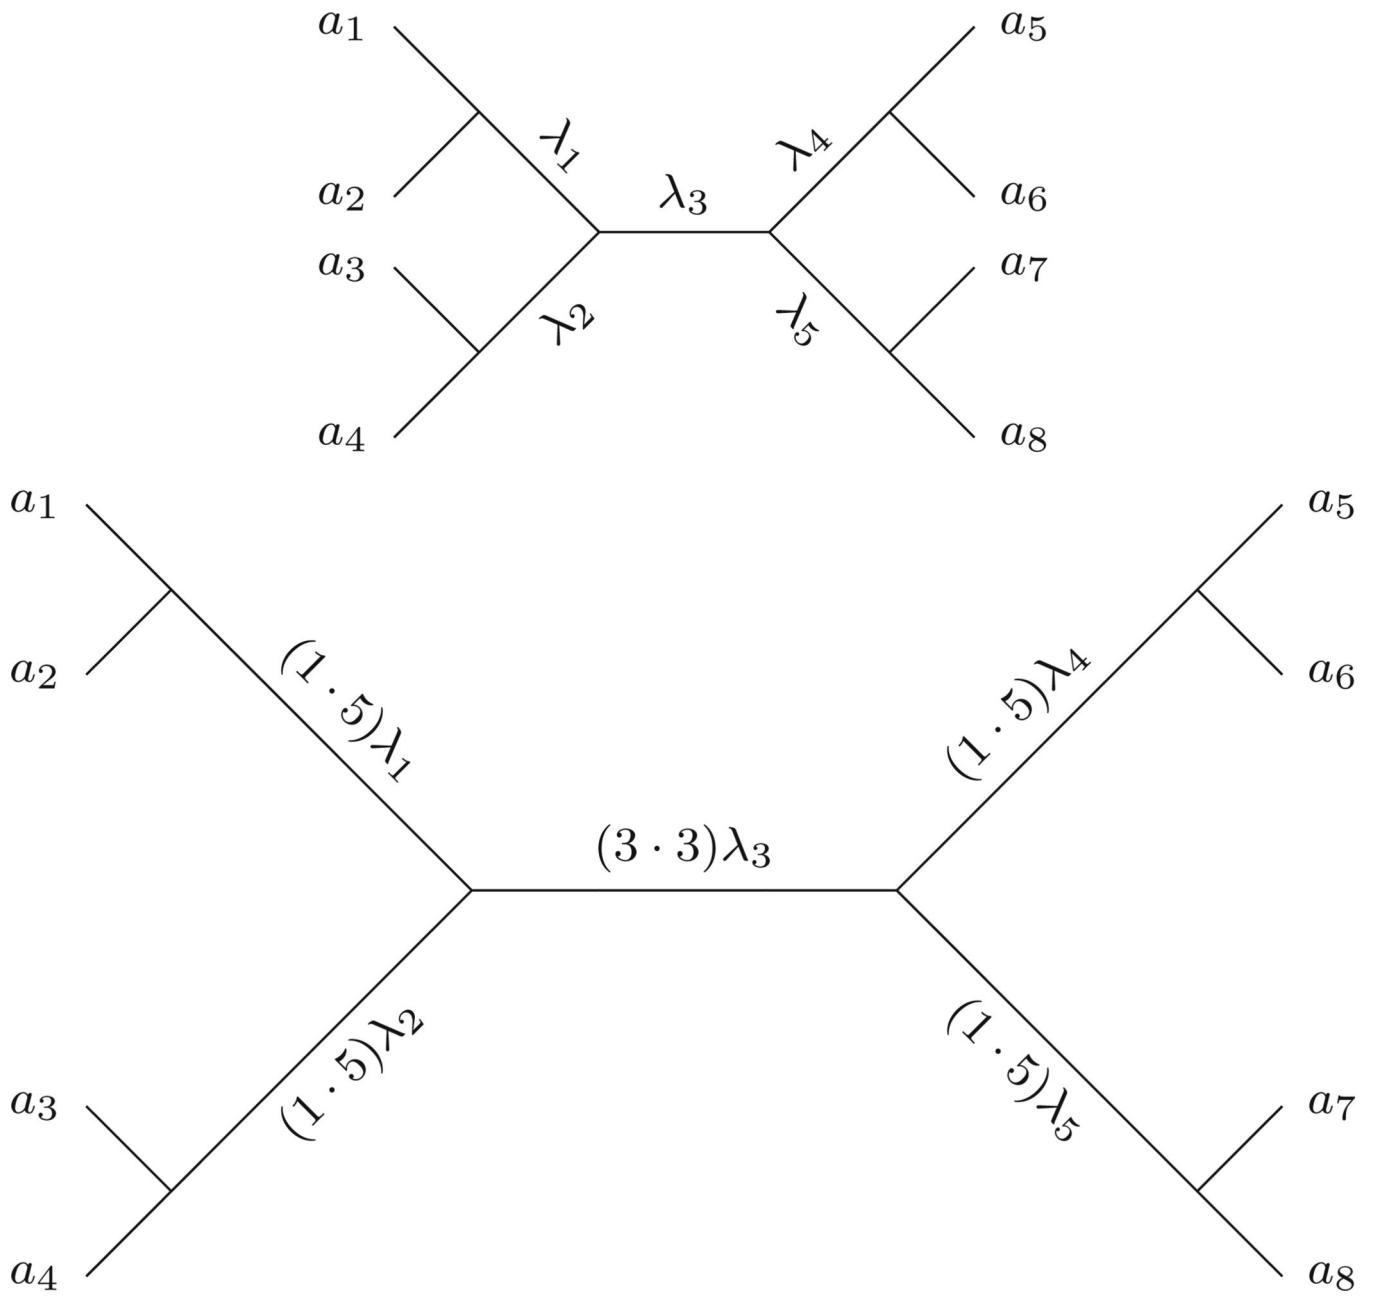 a₁ a₅
λ₁ λ₄
a₂ λ₃ a₆
a₃ a₇
λ₂ λ₅
a₄ a₈
a₁ a₅
a₂ a₆
(1 · 5)λ₁ (1 · 5)λ₄
(3 · 3)λ₃
(1 · 5)λ₂ (1 · 5)λ₅
a₃ a₇
a₄ a₈